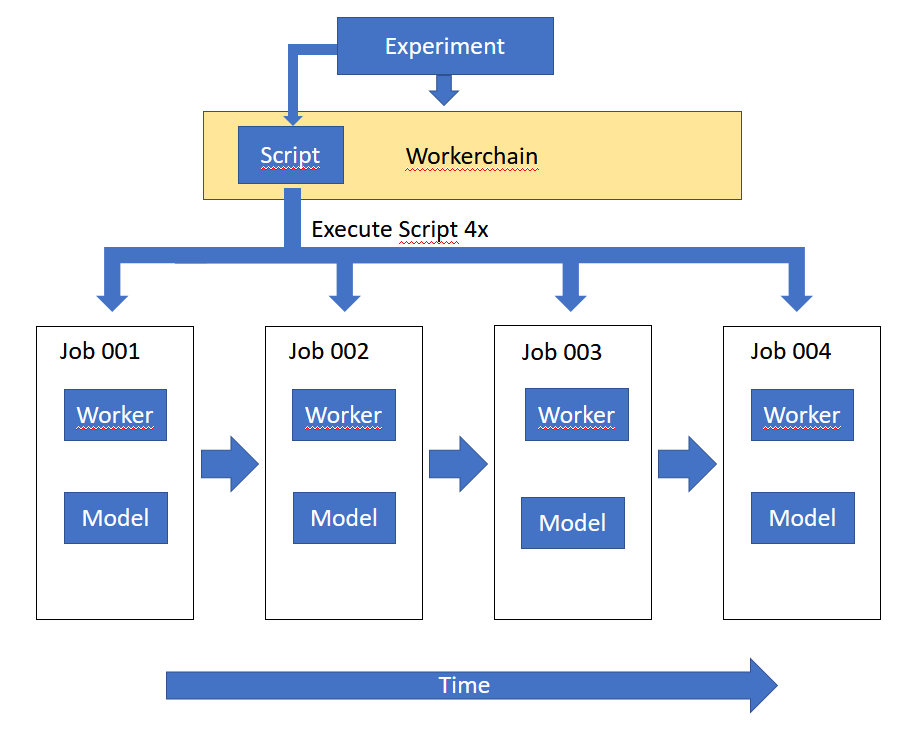 Experiment
Script
Workerchain
Execute Script 4x
Job 001
Job 002
Job 003
Job 004
Worker
Worker
Worker
Worker
Model
Model
Model
Model
Time